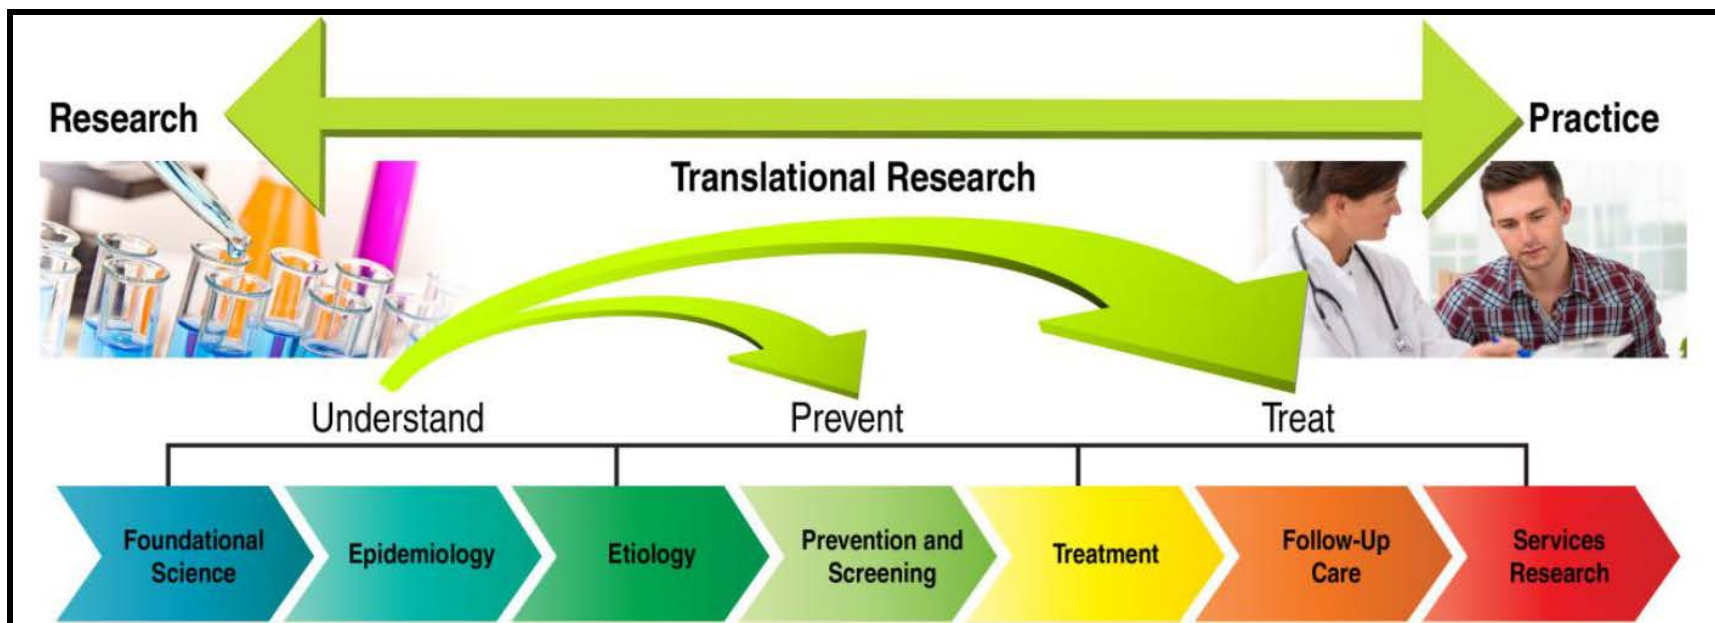 Research
Practice
Translational Research
Understand
Prevent
Treat
Foundational
Science
Epidemiology
Etiology
Prevention and
Screening
Treatment
Follow-Up
Care
Services
Research